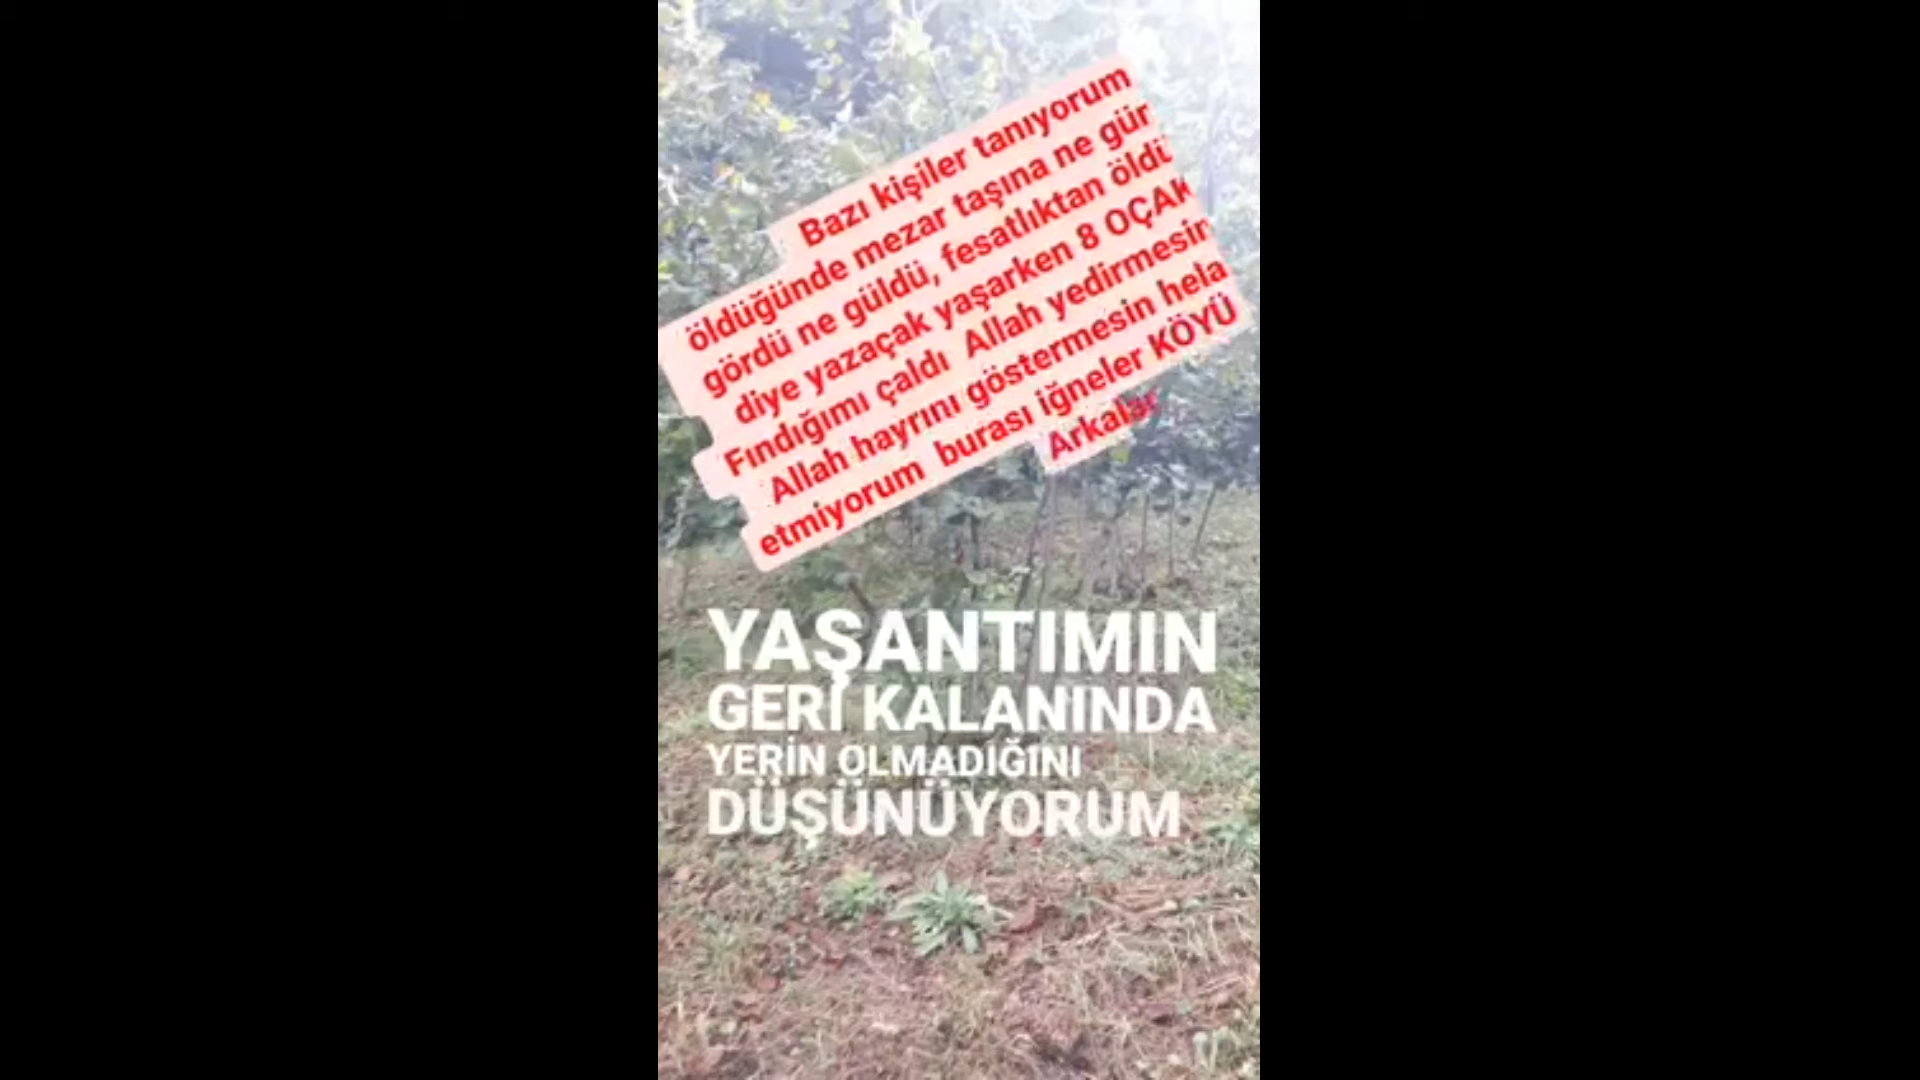 Bazı kişiler tanıyorum
öldüğünde mezar taşına ne gür
gördü ne güldü, fesatlıktan öldü
diye yazaçak yaşarken 8 OÇAK
Fındığımı çaldı Allah yedirmesin
Allah hayrını göstermesin hela
etmiyorum burası iğneler KÖYÜ
Arkalar
YAŞANTIMIN
GERİ KALANINDA
YERİN OLMADIĞINI
DÜŞÜNÜYORUM